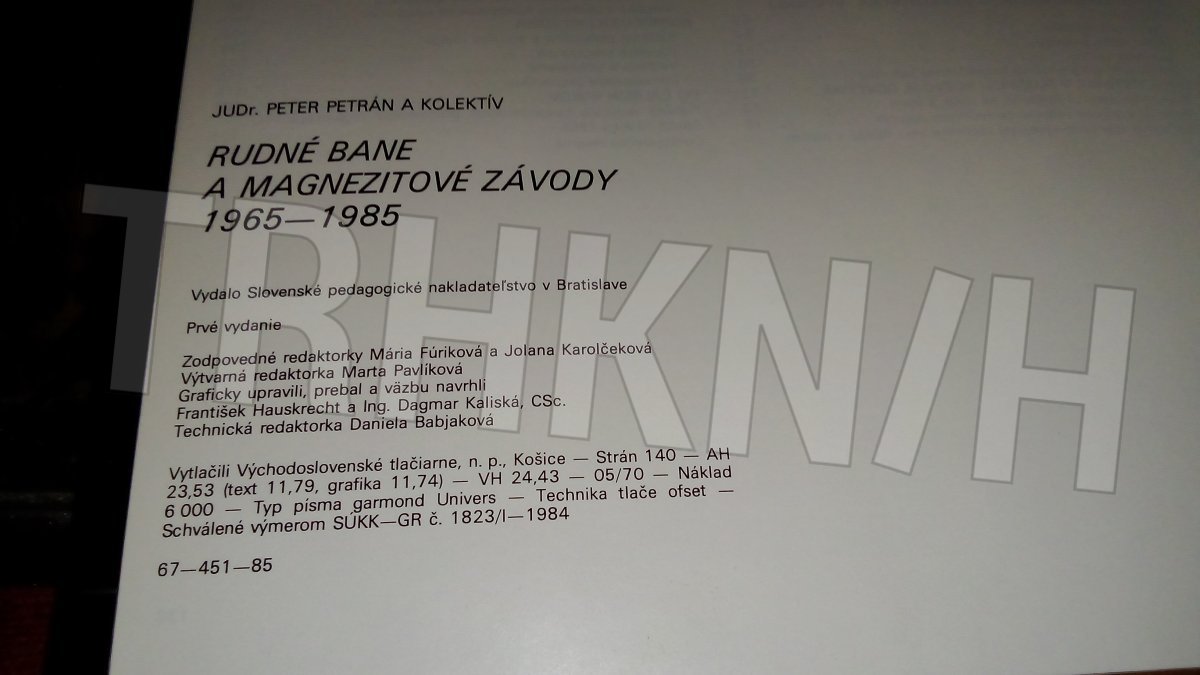 JUDr. PETER PETRÁN A KOLEKTÍV
RUDNÉ BANE
A MAGNEZITOVÉ ZÁVODY
1965—1985
Vydalo Slovenské pedagogické nakladateľstvo v Bratislave
Prvé vydanie
Zodpovedné redaktorky Mária Fúriková a Jolana Karolčeková
Výtvarná redaktorka Marta Pavlíková
Graficky upravili, prebal a väzbu navrhli
František Hauskrecht a Ing. Dagmar Kaliská, CSc.
Technická redaktorka Daniela Babjaková
Vytlačili Východoslovenské tlačiarne, n. p., Košice — Strán 140 — AH
23,53 (text 11,79, grafika 11,74) — VH 24,43 — 05/70 — Náklad
6 000 — Typ písma garmond Univers — Technika tlače ofset —
Schválené výmerom SÚKK—GR č. 1823/I—1984
67—451—85
TRHKN/H